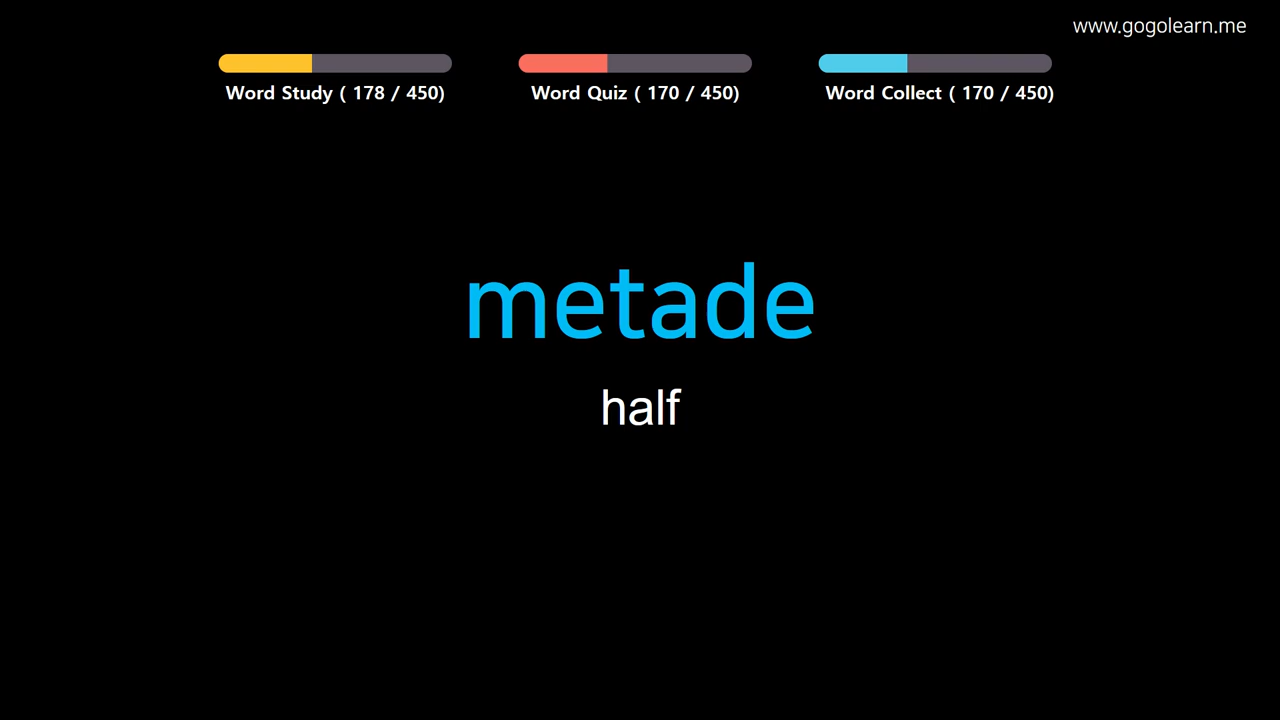 www.gogolearn.me
Word Study ( 178 / 450)
Word Quiz ( 170 / 450)
Word Collect ( 170 / 450)
metade
half